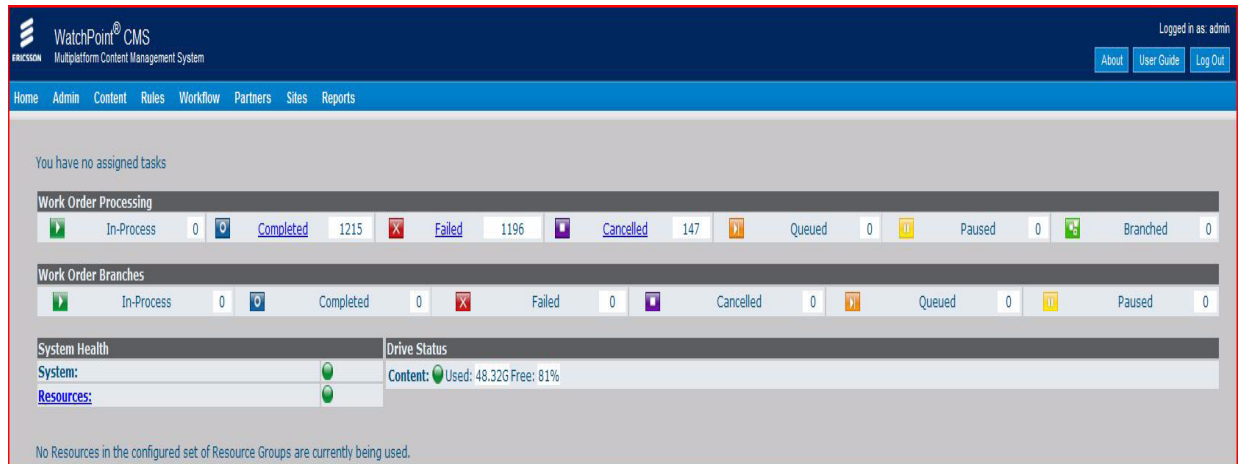 WatchPoint® CMS
Logged in as: admin
ERICSSON Multiplatform Content Management System
About User Guide Log Out
Home Admin Content Rules Workflow Partners Sites Reports
You have no assigned tasks
Work Order Processing
In-Process 0 Completed 1215 Failed 1196 Cancelled 147 Queued 0 Paused 0 Branched 0
Work Order Branches
In-Process 0 Completed 0 Failed 0 Cancelled 0 Queued 0 Paused 0
System Health Drive Status
System: Content: Used: 48.32G Free: 81%
Resources:
No Resources in the configured set of Resource Groups are currently being used.